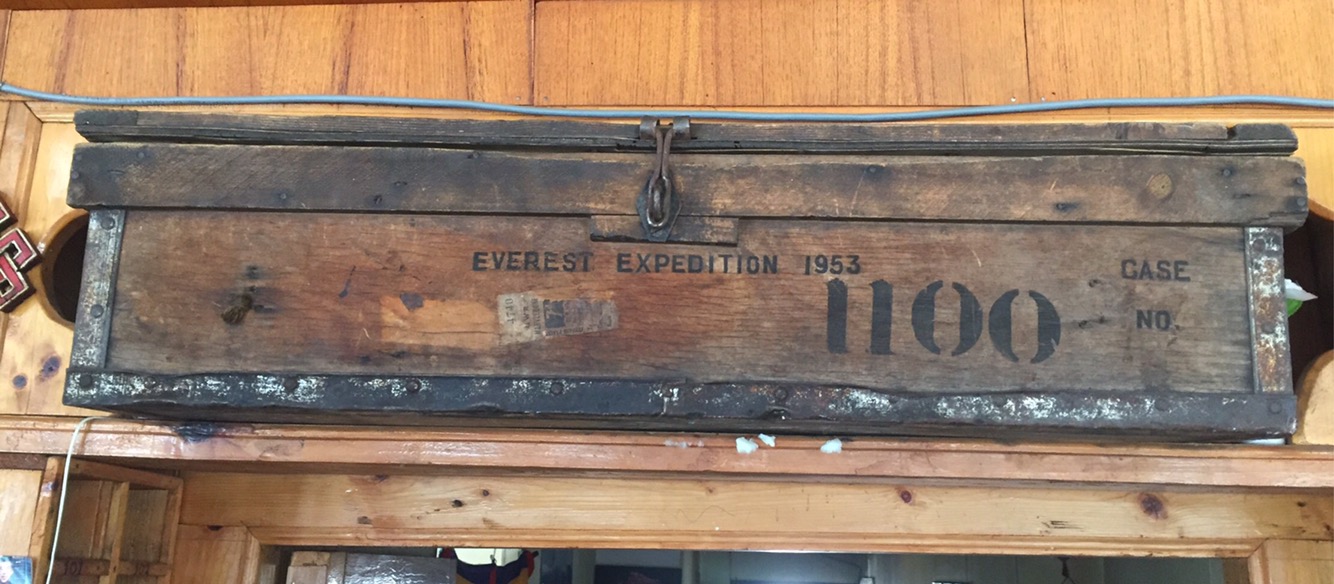 EVEREST EXPEDITION 1953
1100
CASE
NO.